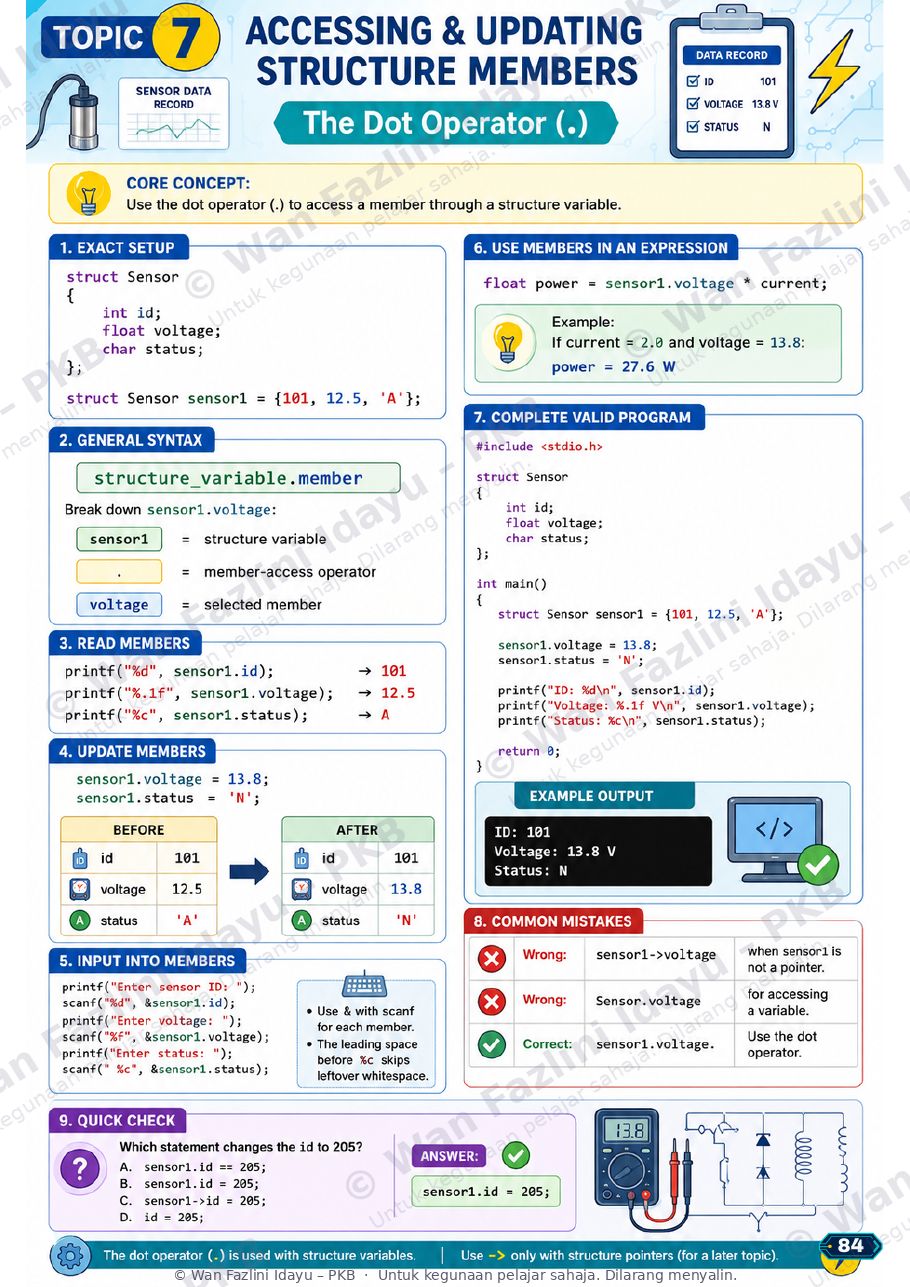 TOPIC 7
ACCESSING & UPDATING
STRUCTURE MEMBERS
The Dot Operator (.)
SENSOR DATA
RECORD
DATA RECORD
ID 101
VOLTAGE 13.8 V
STATUS N
CORE CONCEPT:
Use the dot operator (.) to access a member through a structure variable.
1. EXACT SETUP
struct Sensor
{
int id;
float voltage;
char status;
};
struct Sensor sensor1 = {101, 12.5, 'A'};
2. GENERAL SYNTAX
structure_variable.member
Break down sensor1.voltage:
sensor1 = structure variable
. = member-access operator
voltage = selected member
3. READ MEMBERS
printf("%d", sensor1.id); → 101
printf("%.1f", sensor1.voltage); → 12.5
printf("%c", sensor1.status); → A
4. UPDATE MEMBERS
sensor1.voltage = 13.8;
sensor1.status = 'N';
BEFORE
ID id 101
voltage 12.5
A status 'A'
AFTER
ID id 101
voltage 13.8
A status 'N'
5. INPUT INTO MEMBERS
printf("Enter sensor ID: ");
scanf("%d", &sensor1.id);
printf("Enter voltage: ");
scanf("%f", &sensor1.voltage);
printf("Enter status: ");
scanf(" %c", &sensor1.status);
• Use & with scanf
for each member.
• The leading space
before %c skips
leftover whitespace.
6. USE MEMBERS IN AN EXPRESSION
float power = sensor1.voltage * current;
Example:
If current = 2.0 and voltage = 13.8:
power = 27.6 W
7. COMPLETE VALID PROGRAM
#include <stdio.h>
struct Sensor
{
int id;
float voltage;
char status;
};
int main()
{
struct Sensor sensor1 = {101, 12.5, 'A'};
sensor1.voltage = 13.8;
sensor1.status = 'N';
printf("ID: %d\n", sensor1.id);
printf("Voltage: %.1f V\n", sensor1.voltage);
printf("Status: %c\n", sensor1.status);
return 0;
}
EXAMPLE OUTPUT
ID: 101
Voltage: 13.8 V
Status: N
</>
8. COMMON MISTAKES
Wrong: sensor1->voltage when sensor1 is
not a pointer.
Wrong: Sensor.voltage for accessing
a variable.
Correct: sensor1.voltage. Use the dot
operator.
9. QUICK CHECK
?
Which statement changes the id to 205?
A. sensor1.id == 205;
B. sensor1.id = 205;
C. sensor1->id = 205;
D. id = 205;
ANSWER:
sensor1.id = 205;
13.8
The dot operator (.) is used with structure variables. | Use -> only with structure pointers (for a later topic).
84
© Wan Fazlini Idayu – PKB · Untuk kegunaan pelajar sahaja. Dilarang menyalin.
© Wan Fazlini Idayu – PKB
Untuk kegunaan pelajar sahaja. Dilarang menyalin.